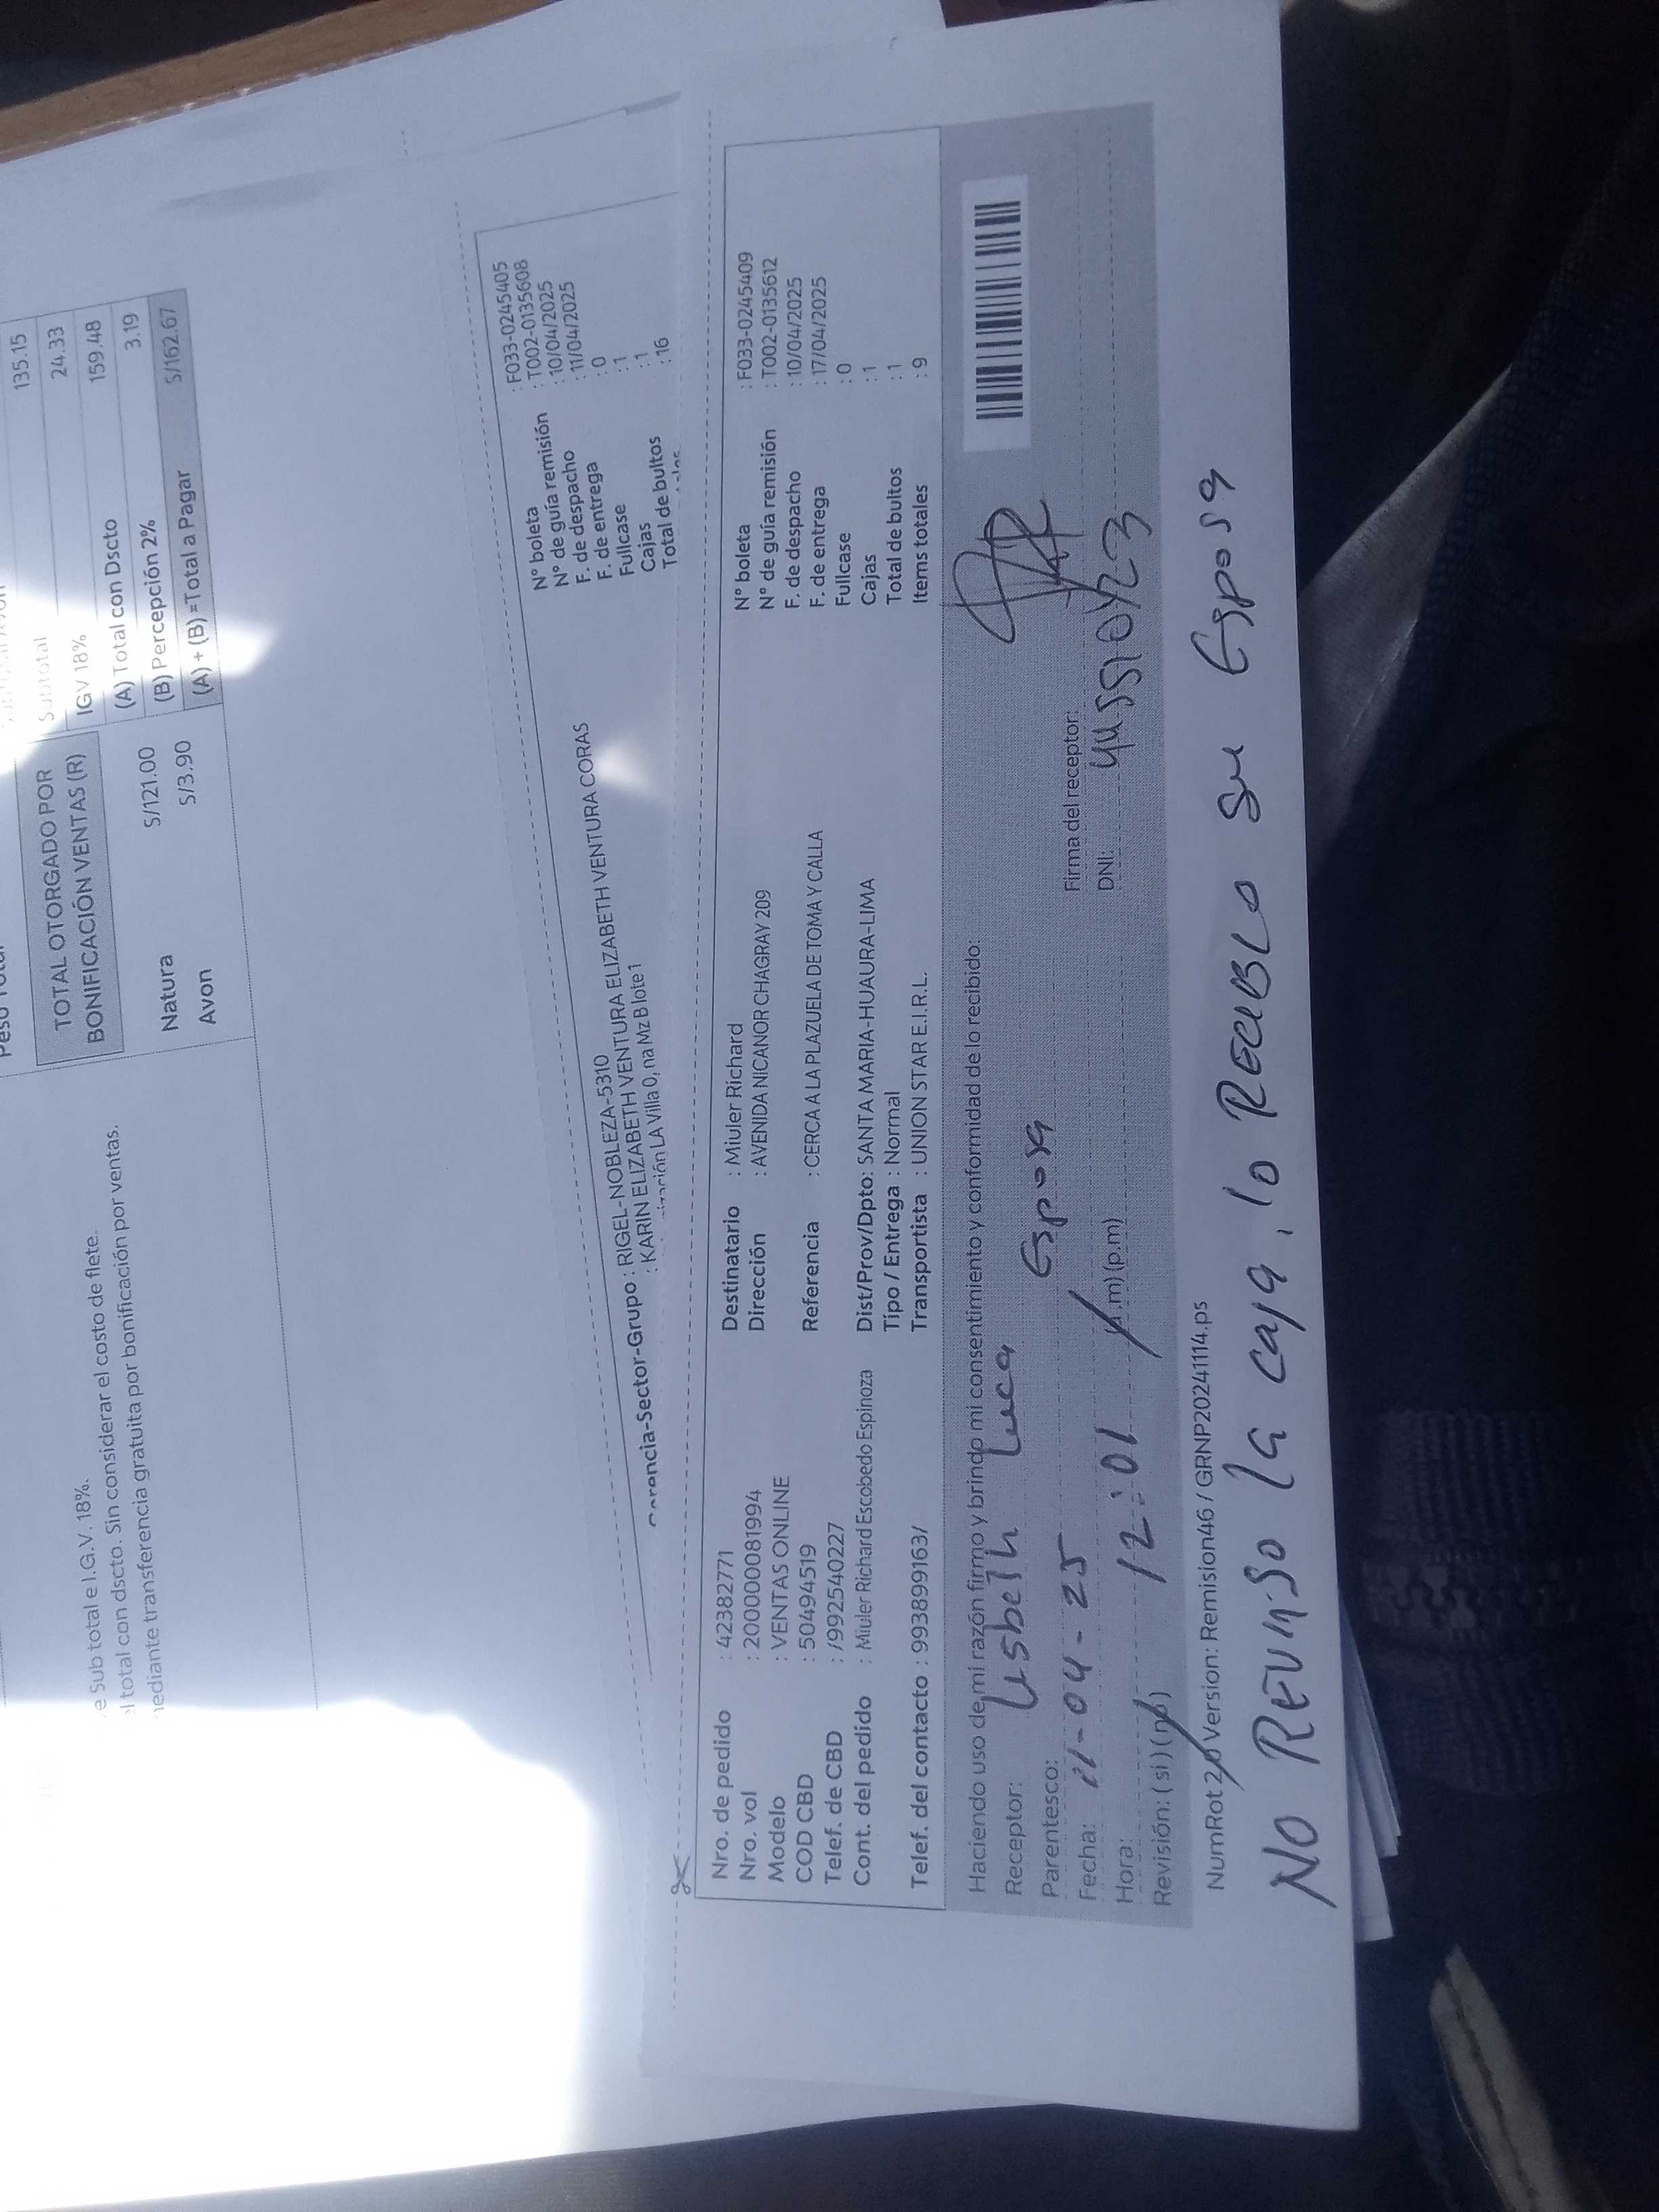 135.15
Subtotal 24.33
IGV 18% 159.48
(A) Total con Dscto 3.19
(B) Percepción 2%
(A) + (B) =Total a Pagar S/162.67
TOTAL OTORGADO POR
BONIFICACIÓN VENTAS (R)
Natura S/121.00
Avon S/3.90
e Sub total e I.G.V. 18%.
el total con dscto. Sin considerar el costo de flete.
mediante transferencia gratuita por bonificación por ventas.
Gerencia-Sector-Grupo : RIGEL-NOBLEZA-5310
: KARIN ELIZABETH VENTURA ELIZABETH VENTURA CORAS
La Villa 0, na Mz B lote 1
N° boleta : F033-0245405
N° de guía remisión : T002-0135608
F. de despacho : 10/04/2025
F. de entrega : 11/04/2025
Fullcase : 0
Cajas : 1
Total de bultos : 1
: 16
Nro. de pedido : 42382771
Nro. vol : 200000081994
Modelo : VENTAS ONLINE
COD CBD : 50494519
Telef. de CBD : /992540227
Cont. del pedido : Miuler Richard Escobedo Espinoza
Telef. del contacto : 993899163/
Destinatario : Miuler Richard
Dirección : AVENIDA NICANOR CHAGRAY 209
Referencia : CERCA A LA PLAZUELA DE TOMA Y CALLA
Dist/Prov/Dpto: SANTA MARIA-HUAURA-LIMA
Tipo / Entrega : Normal
Transportista : UNION STAR E.I.R.L.
N° boleta : F033-0245409
N° de guía remisión : T002-0135612
F. de despacho : 10/04/2025
F. de entrega : 17/04/2025
Fullcase : 0
Cajas : 1
Total de bultos : 1
Items totales : 9
Haciendo uso de mi razón firmo y brindo mi consentimiento y conformidad de lo recibido:
Receptor: Lisbeth Luca
Parentesco: Esposa
Fecha: 11-04-25
Hora: 12:01 (a.m) (p.m)
Revisión: ( si ) ( no )
Firma del receptor:
DNI:
NumRot 2.0 Version: Remision46 / GRNP20241114.ps
No Reviso la caja, lo Recibio su Esposa